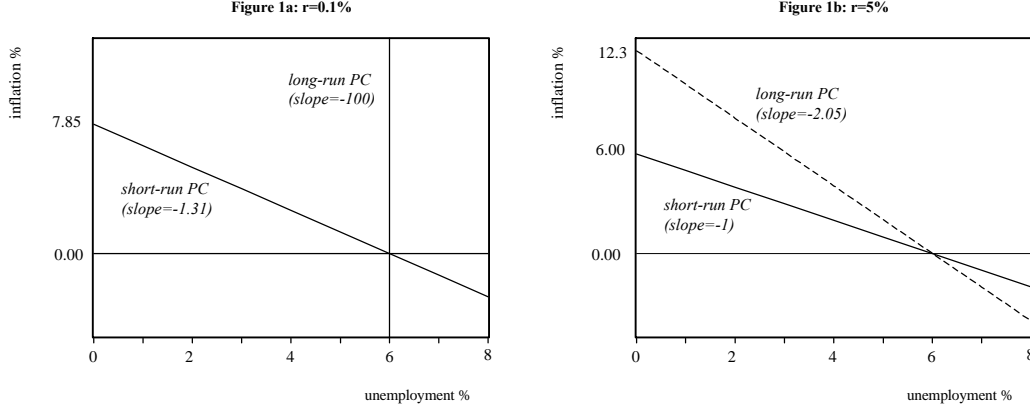 Figure 1a: r=0.1%
inflation %
long-run PC
(slope=-100)
7.85
short-run PC
(slope=-1.31)
0.00
0 2 4 6 8
unemployment %
Figure 1b: r=5%
inflation %
12.3
long-run PC
(slope=-2.05)
6.00
short-run PC
(slope=-1)
0.00
0 2 4 6 8
unemployment %